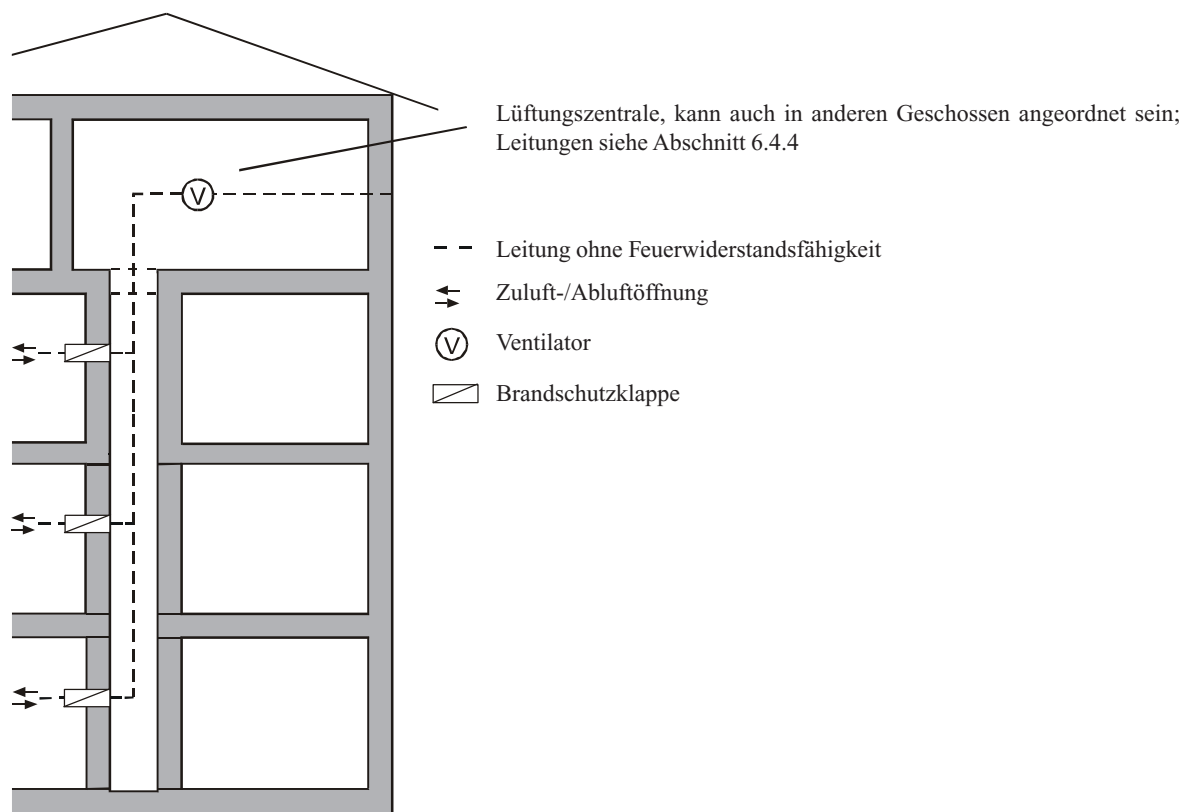 Lüftungszentrale, kann auch in anderen Geschossen angeordnet sein;
Leitungen siehe Abschnitt 6.4.4
V
Leitung ohne Feuerwiderstandsfähigkeit
Zuluft-/Abluftöffnung
V Ventilator
Brandschutzklappe